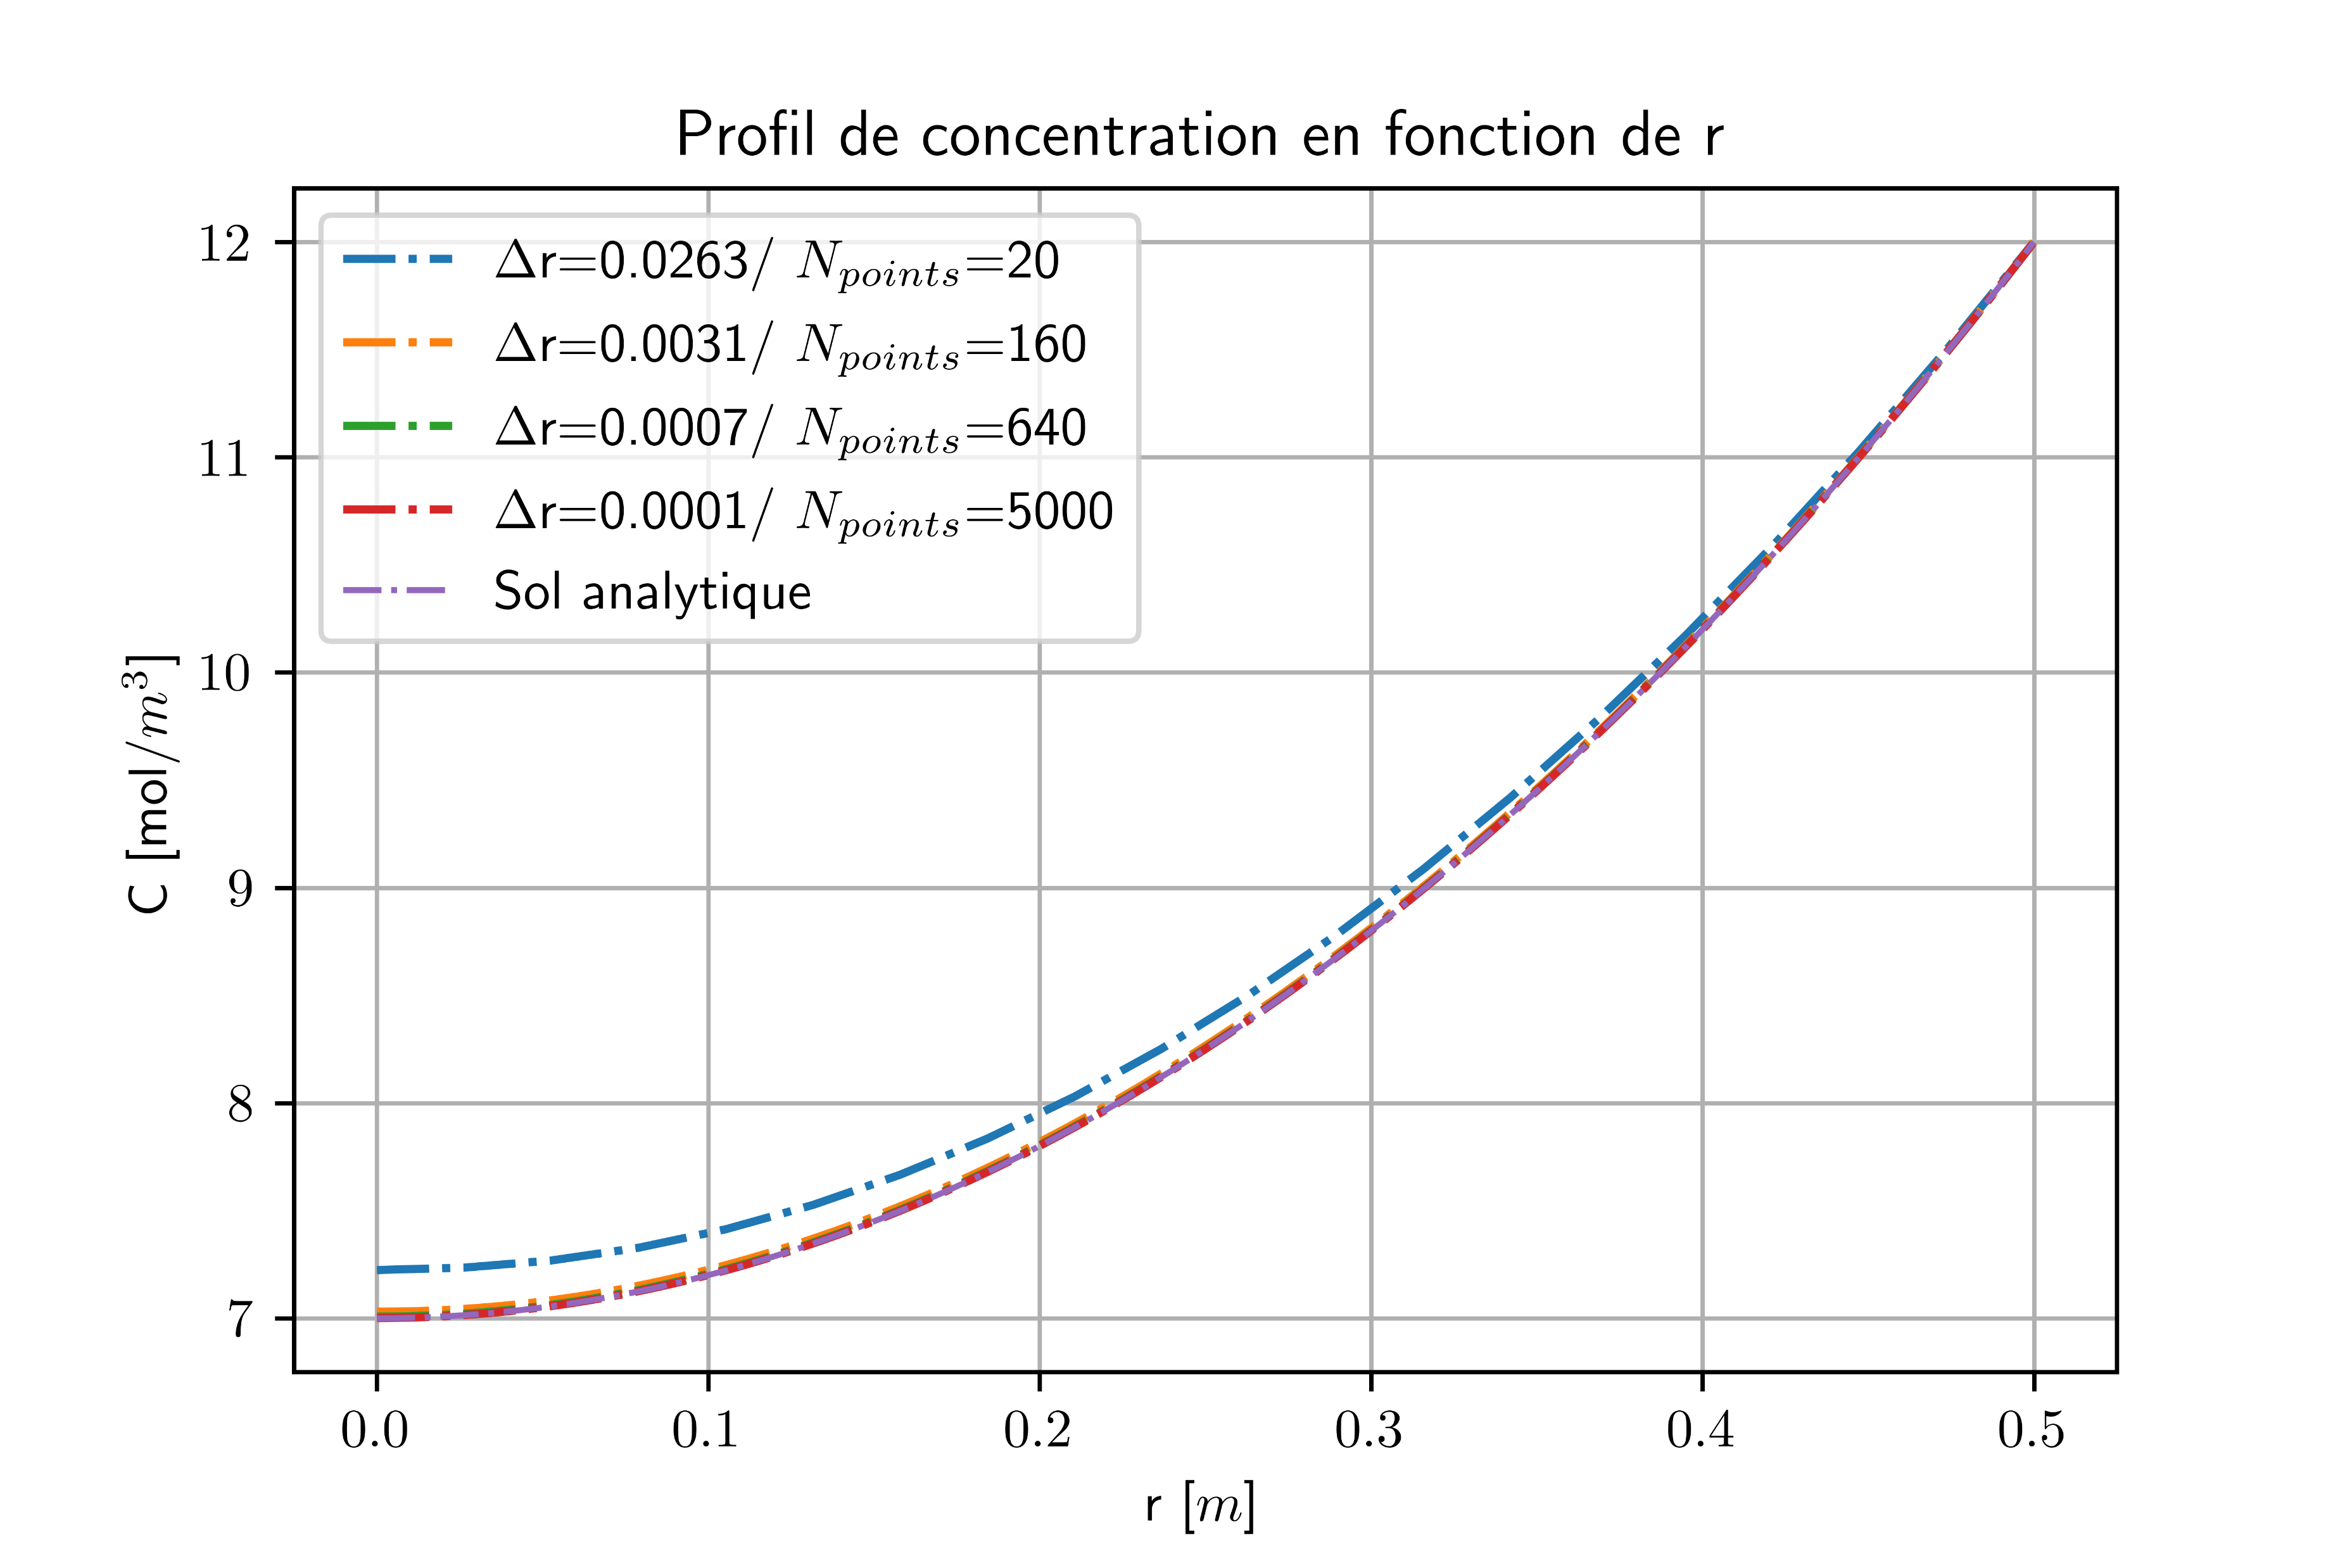 Profil de concentration en fonction de r
12
11
10
9
8
7
C [mol/m³]
Δr=0.0263/ N_points=20
Δr=0.0031/ N_points=160
Δr=0.0007/ N_points=640
Δr=0.0001/ N_points=5000
Sol analytique
0.0 0.1 0.2 0.3 0.4 0.5
r [m]